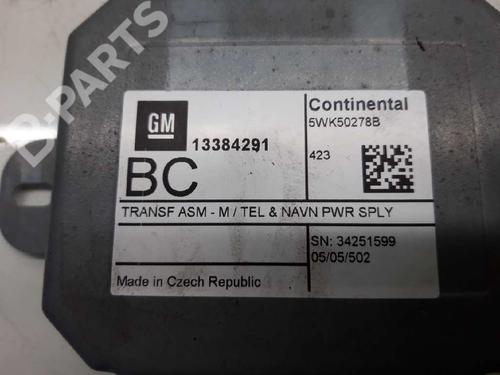 B-PARTS
GM
13384291
BC
Continental
5WK50278B
423
TRANSF ASM - M / TEL & NAVN PWR SPLY
SN: 34251599
05/05/502
Made in Czech Republic